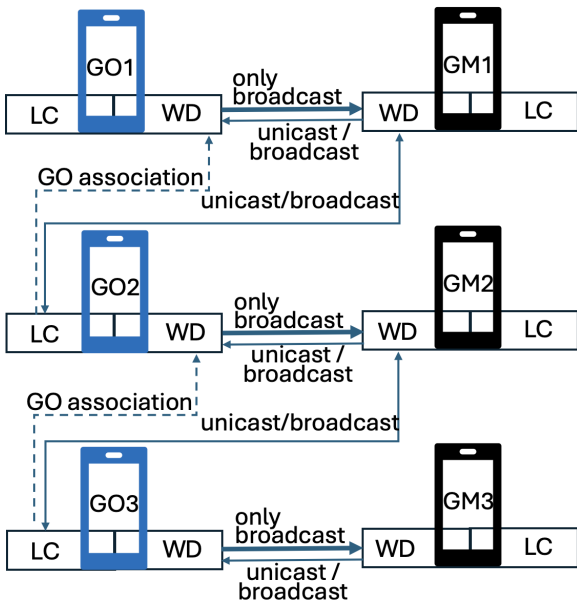 GO1
GM1
only
broadcast
LC
WD
WD
LC
unicast /
broadcast
GO association
unicast/broadcast
GO2
GM2
only
broadcast
LC
WD
WD
LC
unicast /
broadcast
GO association
unicast/broadcast
GO3
GM3
only
broadcast
LC
WD
WD
LC
unicast /
broadcast